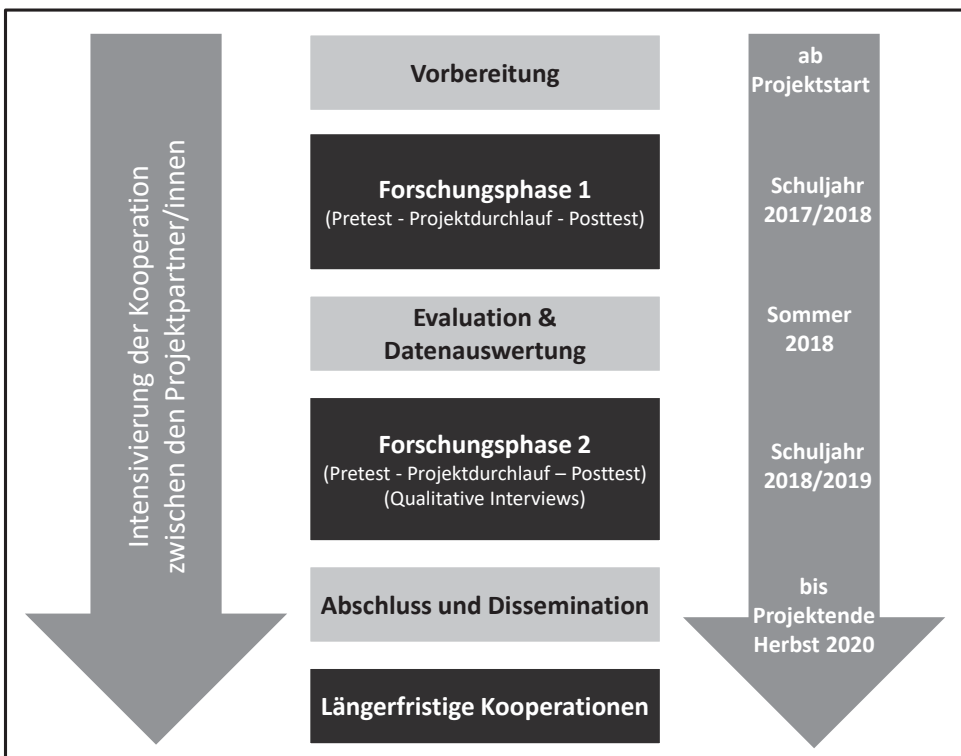 Intensivierung der Kooperation
zwischen den Projektpartner/innen
Vorbereitung
Forschungsphase 1
(Pretest - Projektdurchlauf - Posttest)
Evaluation &
Datenauswertung
Forschungsphase 2
(Pretest - Projektdurchlauf – Posttest)
(Qualitative Interviews)
Abschluss und Dissemination
Längerfristige Kooperationen
ab
Projektstart
Schuljahr
2017/2018
Sommer
2018
Schuljahr
2018/2019
bis
Projektende
Herbst 2020